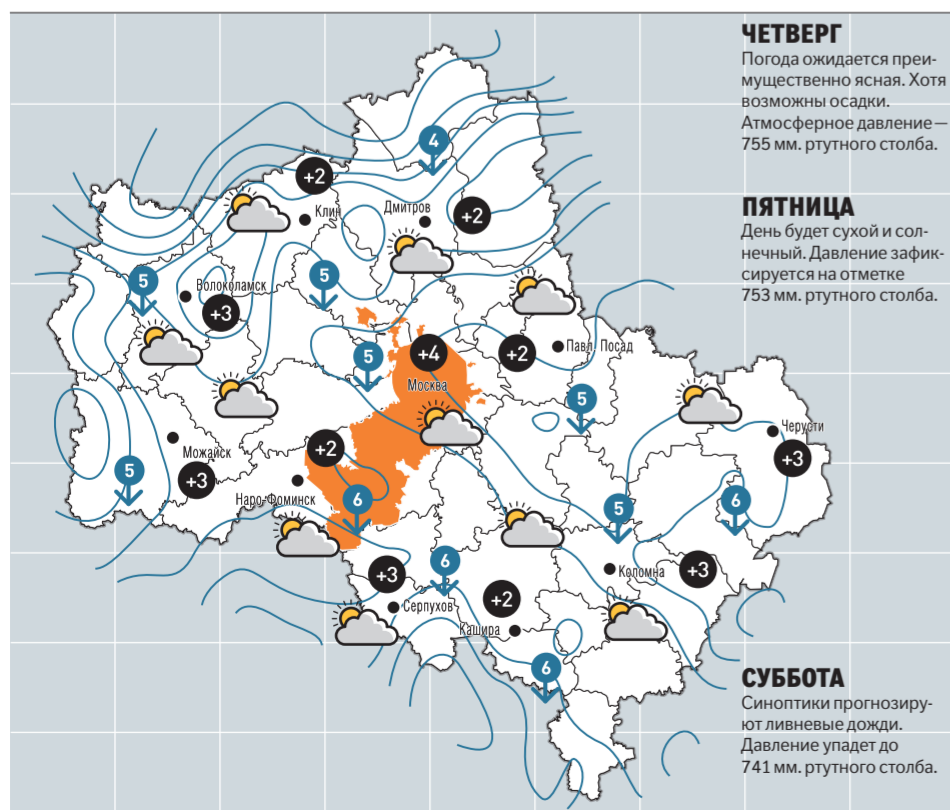 ЧЕТВЕРГ
Погода ожидается преи-
мущественно ясная. Хотя
возможны осадки.
Атмосферное давление —
755 мм. ртутного столба.
ПЯТНИЦА
День будет сухой и сол-
нечный. Давление зафик-
сируется на отметке
753 мм. ртутного столба.
СУББОТА
Синоптики прогнозиру-
ют ливневые дожди.
Давление упадет до
741 мм. ртутного столба.
4
+2
Клин
Дмитров
+2
5
Волоколамск
5
+3
5
+4
Москва
+2
Павл. Посад
5
Черусти
+3
Можайск
+3
5
+2
Наро-Фоминск
6
5
6
+3
6
Серпухов
+2
Кашира
Коломна
+3
6